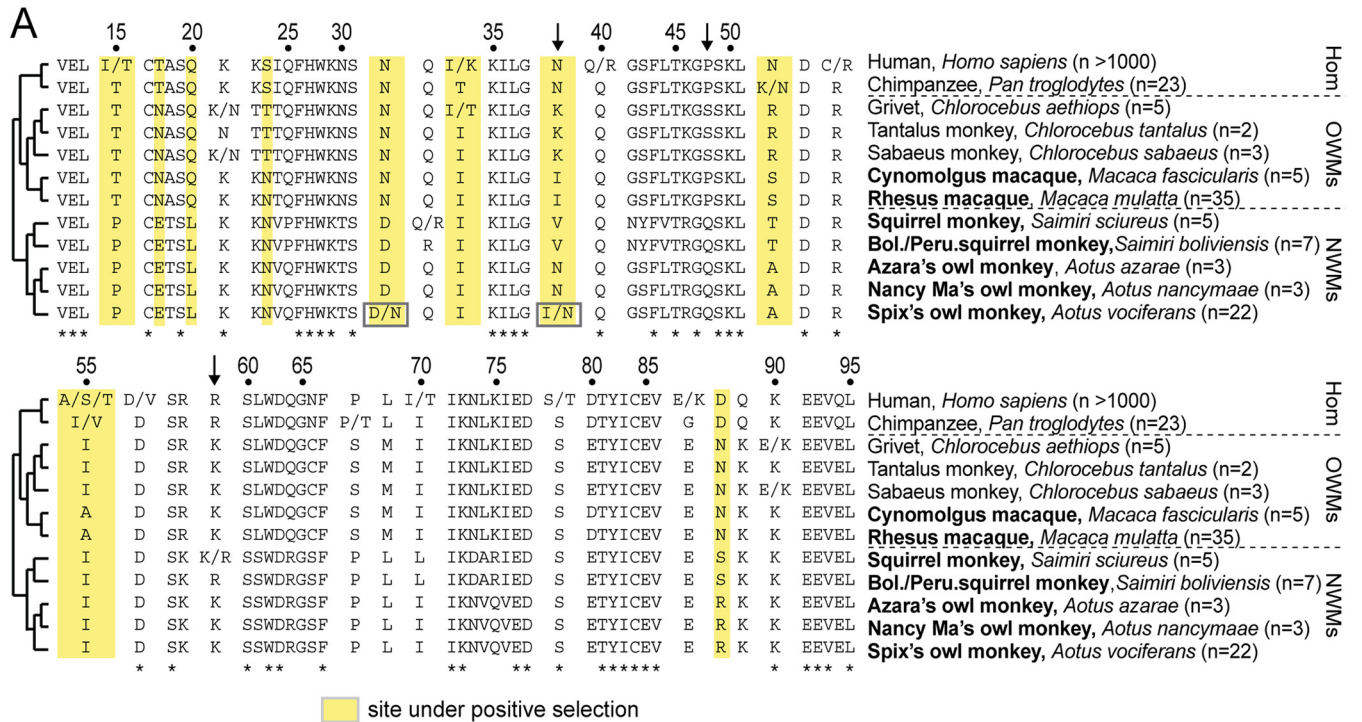 A
15 20 25 30 35 40 45 50
VEL I/T CTASQ K KSIQFHWKNS N Q I/K KILG N Q/R GSFLTKGPSKL N D C/R Human, Homo sapiens (n >1000)
VEL T CTASQ K KSIQFHWKNS N Q T KILG N Q GSFLTKGPSKL K/N D R Chimpanzee, Pan troglodytes (n=23)
VEL T CNASQ K/N TTTQFHWKNS N Q I/T KILG K Q GSFLTKGPSKL R D R Grivet, Chlorocebus aethiops (n=5)
VEL T CNASQ N TTTQFHWKNS N Q I KILG K Q GSFLTKGPSKL R D R Tantalus monkey, Chlorocebus tantalus (n=2)
VEL T CNASQ K/N TTTQFHWKNS N Q I KILG K Q GSFLTKGSSKL R D R Sabaeus monkey, Chlorocebus sabaeus (n=3)
VEL T CNASQ K KNTQFHWKNS N Q I KILG I Q GSFLTKGPSKL S D R Cynomolgus macaque, Macaca fascicularis (n=5)
VEL T CNASQ K KNTQFHWKNS N Q I KILG I Q GSFLTKGPSKL S D R Rhesus macaque, Macaca mulatta (n=35)
VEL P CETSL K KNVPFHWKTS D Q/R I KILG V Q NYFVTRGQSKL T D R Squirrel monkey, Saimiri sciureus (n=5)
VEL P CETSL K KNVPFHWKTS D R I KILG V Q NYFVTRGQSKL T D R Bol./Peru.squirrel monkey,Saimiri boliviensis (n=7)
VEL P CETSL K KNVQFHWKTS D Q I KILG N Q GSFLTRGQSKL A D R Azara's owl monkey, Aotus azarae (n=3)
VEL P CETSL K KNVQFHWKTS D Q I KILG N Q GSFLTRGQSKL A D R Nancy Ma's owl monkey, Aotus nancymaae (n=3)
VEL P CETSL K KNVQFHWKTS D/N Q I KILG I/N Q GSFLTRGQSKL A D R Spix's owl monkey, Aotus vociferans (n=22)
*** * * * **** **** * * * *** * *
Hom
OWMs
NWMs
55 60 65 70 75 80 85 90 95
A/S/T D/V SR R SLWDQGNF P L I/T IKNLKIED S/T DTYICEV E/K D Q K EEVQL Human, Homo sapiens (n >1000)
I/V D SR R SLWDQGNF P/T L I IKNLKIED S DTYICEV G D Q K EEVQL Chimpanzee, Pan troglodytes (n=23)
I D SR K SLWDQGCF S M I IKNLKIED S DTYICEV E N K E/K EEVEL Grivet, Chlorocebus aethiops (n=5)
I D SR K SLWDQGCF S M I IKNLKIED S DTYICEV E N K K EEVEL Tantalus monkey, Chlorocebus tantalus (n=2)
I D SR K SLWDQGCF S M I IKNLKIED S DTYICEV E N K E/K EEVEL Sabaeus monkey, Chlorocebus sabaeus (n=3)
A D SR K SLWDQGCF S M I IKNLKIED S DTYICEV E N K K EEVEL Cynomolgus macaque, Macaca fascicularis (n=5)
A D SR K SLWDQGCF S M I IKNLKIED S DTYICEV E N K K EEVEL Rhesus macaque, Macaca mulatta (n=35)
I D SK K/R SSWDRGSF P L L IKDARIED S ETYICEV E S K K EEVEL Squirrel monkey, Saimiri sciureus (n=5)
I D SK R SSWDRGSF P L L IKDARIED S ETYICEV E S K K EEVEL Bol./Peru.squirrel monkey,Saimiri boliviensis (n=7)
I D SK K SSWDRGSF P L I IKNVQVED S ETYICEV E R K K EEVEL Azara's owl monkey, Aotus azarae (n=3)
I D SK K SSWDRGSF P L I IKNVQVED S ETYICEV E R K K EEVEL Nancy Ma's owl monkey, Aotus nancymaae (n=3)
I D SK K SSWDRGSF P L I IKNVQVED S ETYICEV E R K K EEVEL Spix's owl monkey, Aotus vociferans (n=22)
* * * ** * ** ** * ****** * *** *
Hom
OWMs
NWMs
site under positive selection